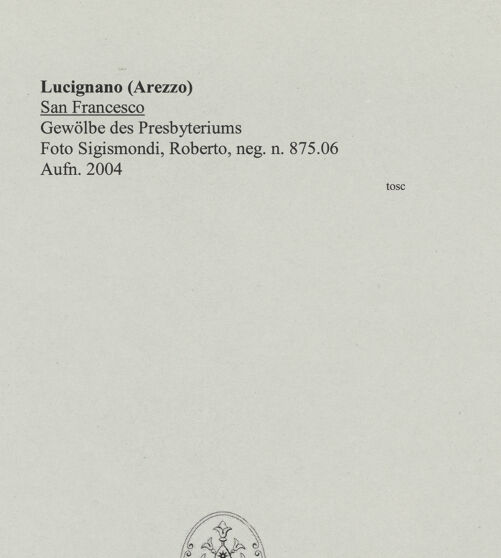 Lucignano (Arezzo)
San Francesco
Gewölbe des Presbyteriums
Foto Sigismondi, Roberto, neg. n. 875.06
Aufn. 2004
tosc